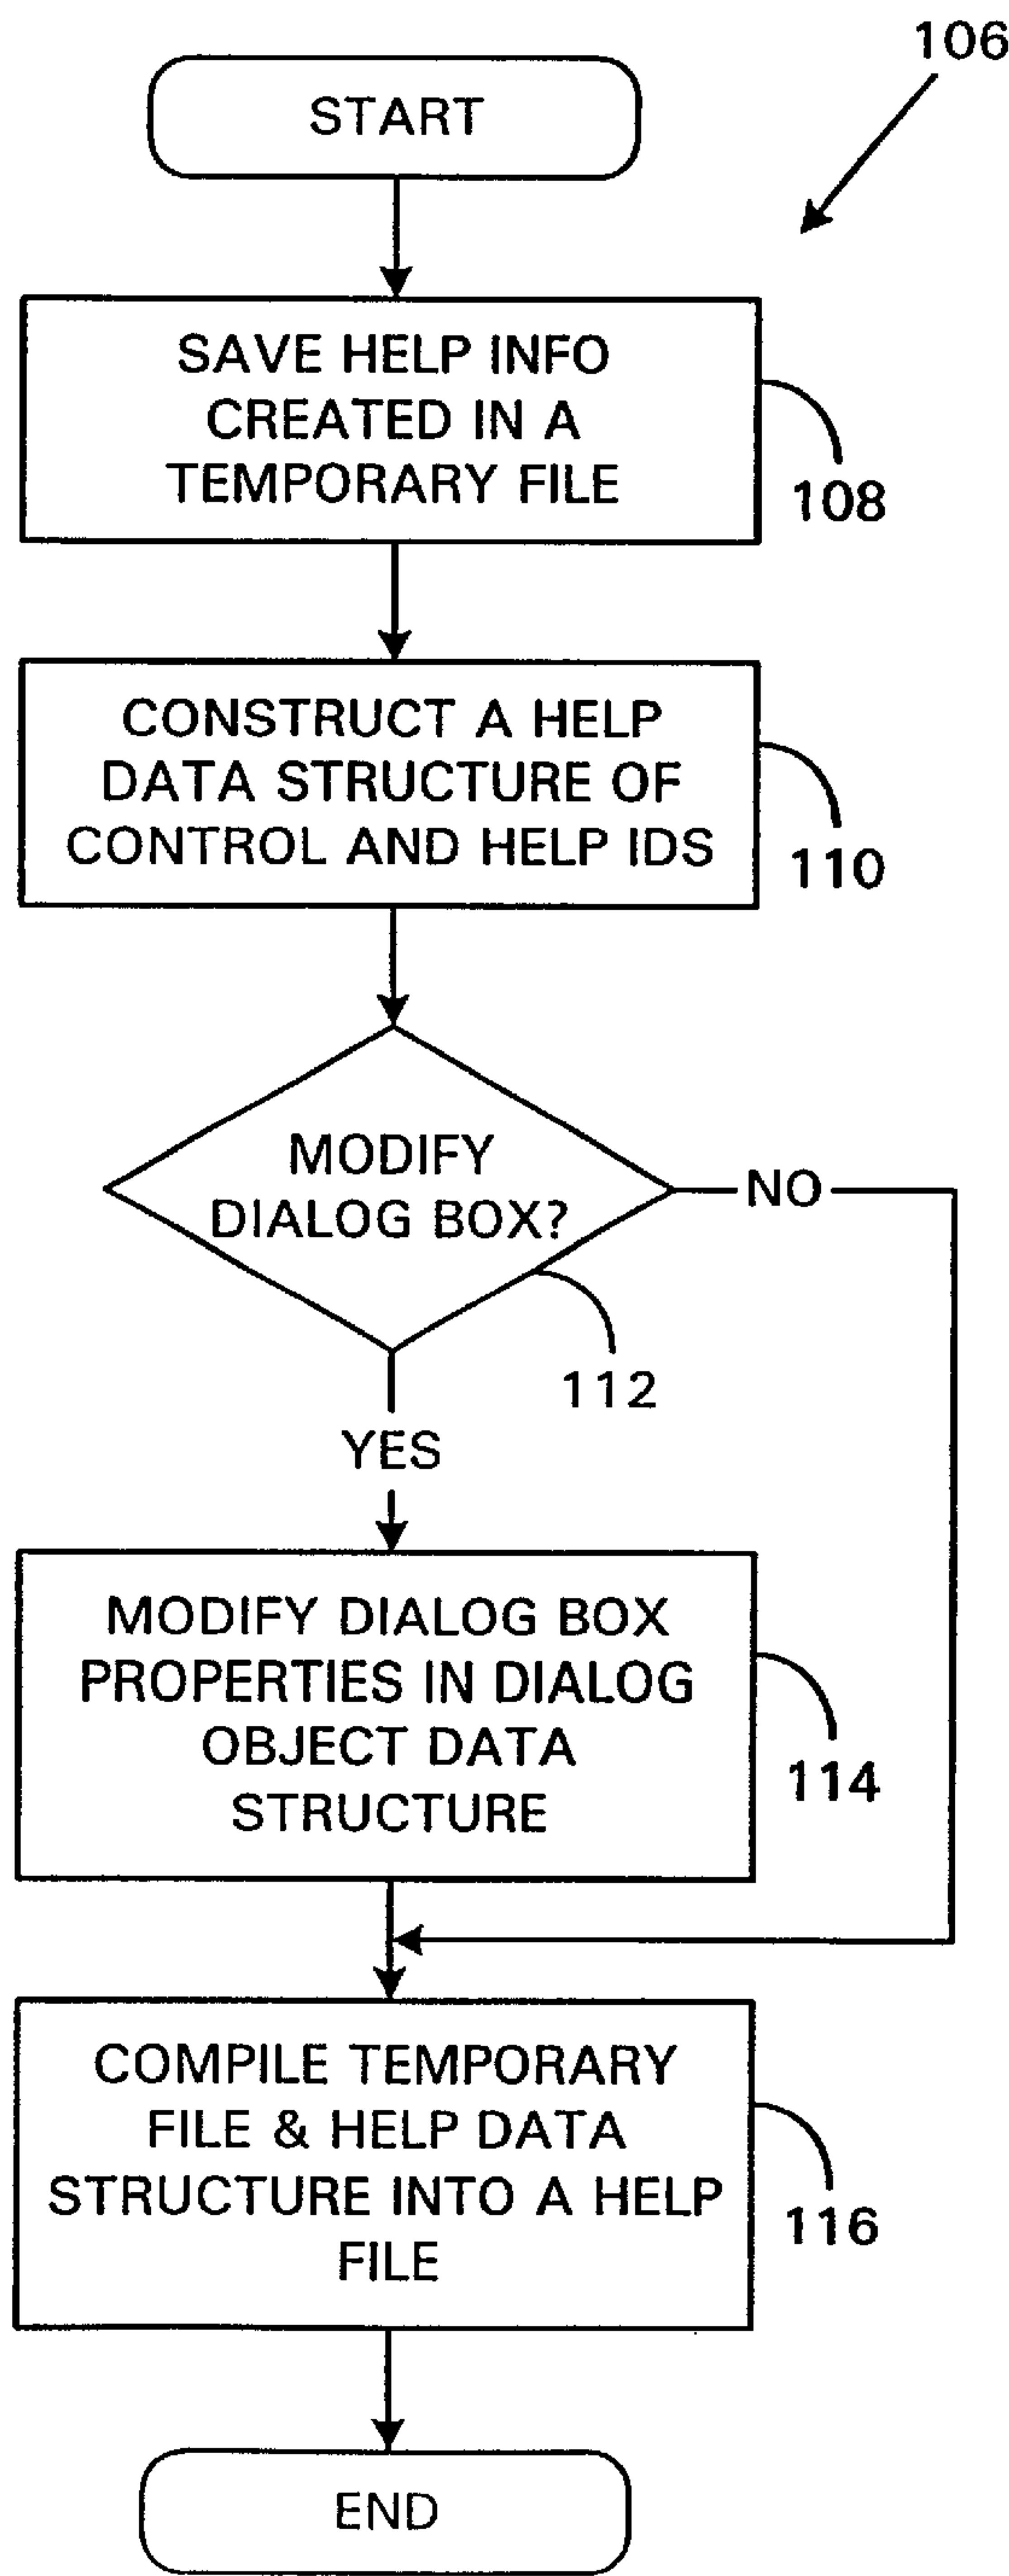 106
START
SAVE HELP INFO
CREATED IN A
TEMPORARY FILE
108
CONSTRUCT A HELP
DATA STRUCTURE OF
CONTROL AND HELP IDS
110
MODIFY
DIALOG BOX?
NO
112
YES
MODIFY DIALOG BOX
PROPERTIES IN DIALOG
OBJECT DATA
STRUCTURE
114
COMPILE TEMPORARY
FILE & HELP DATA
STRUCTURE INTO A HELP
FILE
116
END